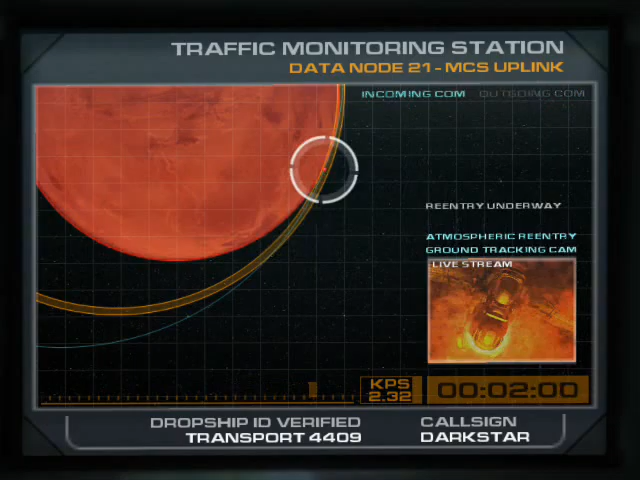 TRAFFIC MONITORING STATION
DATA NODE 21 - MCS UPLINK
INCOMING COM OUTGOING COM
REENTRY UNDERWAY
ATMOSPHERIC REENTRY
GROUND TRACKING CAM
LIVE STREAM
KPS
2.32
00:02:00
DROPSHIP ID VERIFIED
TRANSPORT 4409
CALLSIGN
DARKSTAR